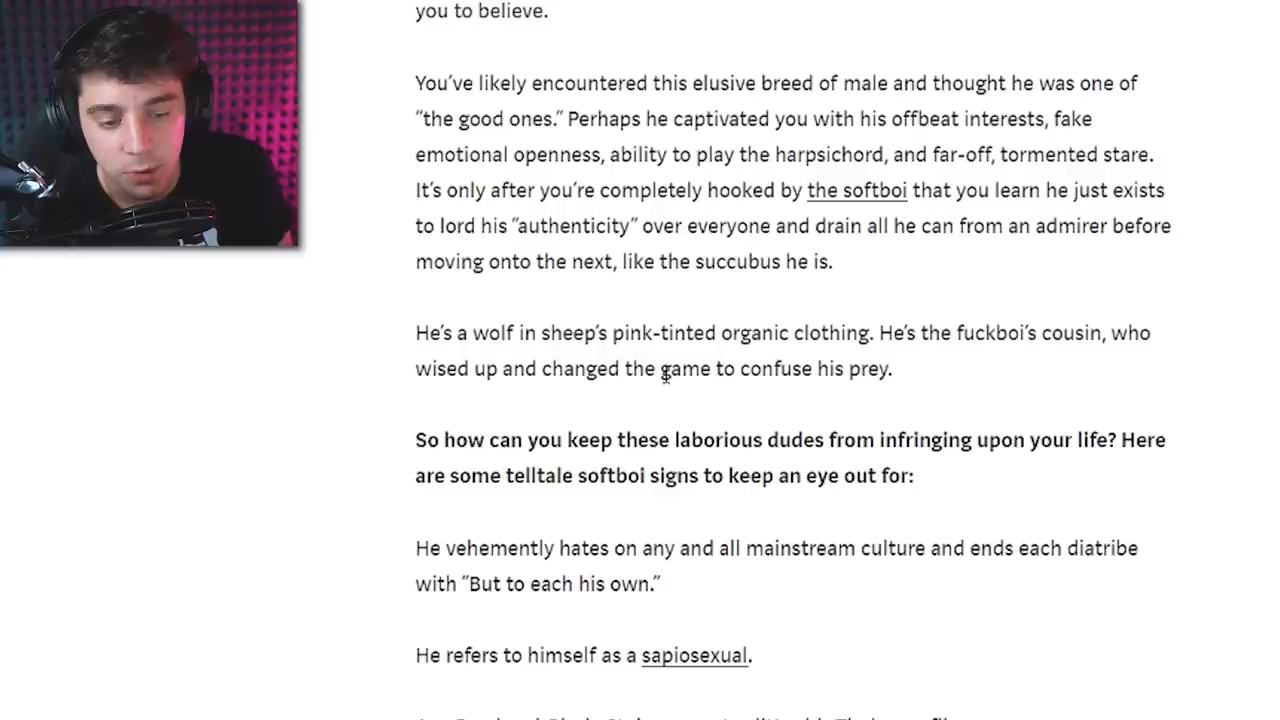 you to believe.
You've likely encountered this elusive breed of male and thought he was one of
"the good ones." Perhaps he captivated you with his offbeat interests, fake
emotional openness, ability to play the harpsichord, and far-off, tormented stare.
It's only after you're completely hooked by the softboi that you learn he just exists
to lord his "authenticity" over everyone and drain all he can from an admirer before
moving onto the next, like the succubus he is.
He's a wolf in sheep's pink-tinted organic clothing. He's the fuckboi's cousin, who
wised up and changed the game to confuse his prey.
So how can you keep these laborious dudes from infringing upon your life? Here
are some telltale softboi signs to keep an eye out for:
He vehemently hates on any and all mainstream culture and ends each diatribe
with "But to each his own."
He refers to himself as a sapiosexual.